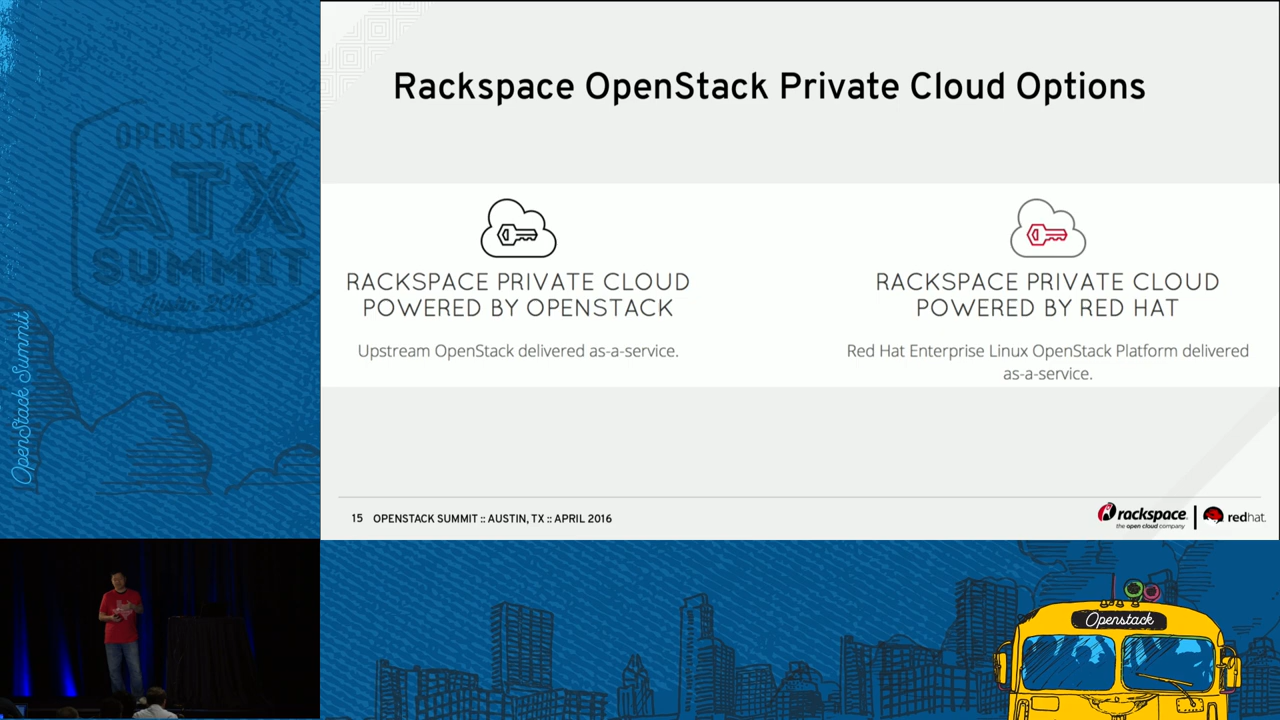 OPENSTACK
ATX
SUMMIT
Austin 2016
OpenStack Summit
Rackspace OpenStack Private Cloud Options
RACKSPACE PRIVATE CLOUD
POWERED BY OPENSTACK
Upstream OpenStack delivered as-a-service.
RACKSPACE PRIVATE CLOUD
POWERED BY RED HAT
Red Hat Enterprise Linux OpenStack Platform delivered
as-a-service.
15 OPENSTACK SUMMIT :: AUSTIN, TX :: APRIL 2016
rackspace.
the open cloud company
redhat.
Openstack